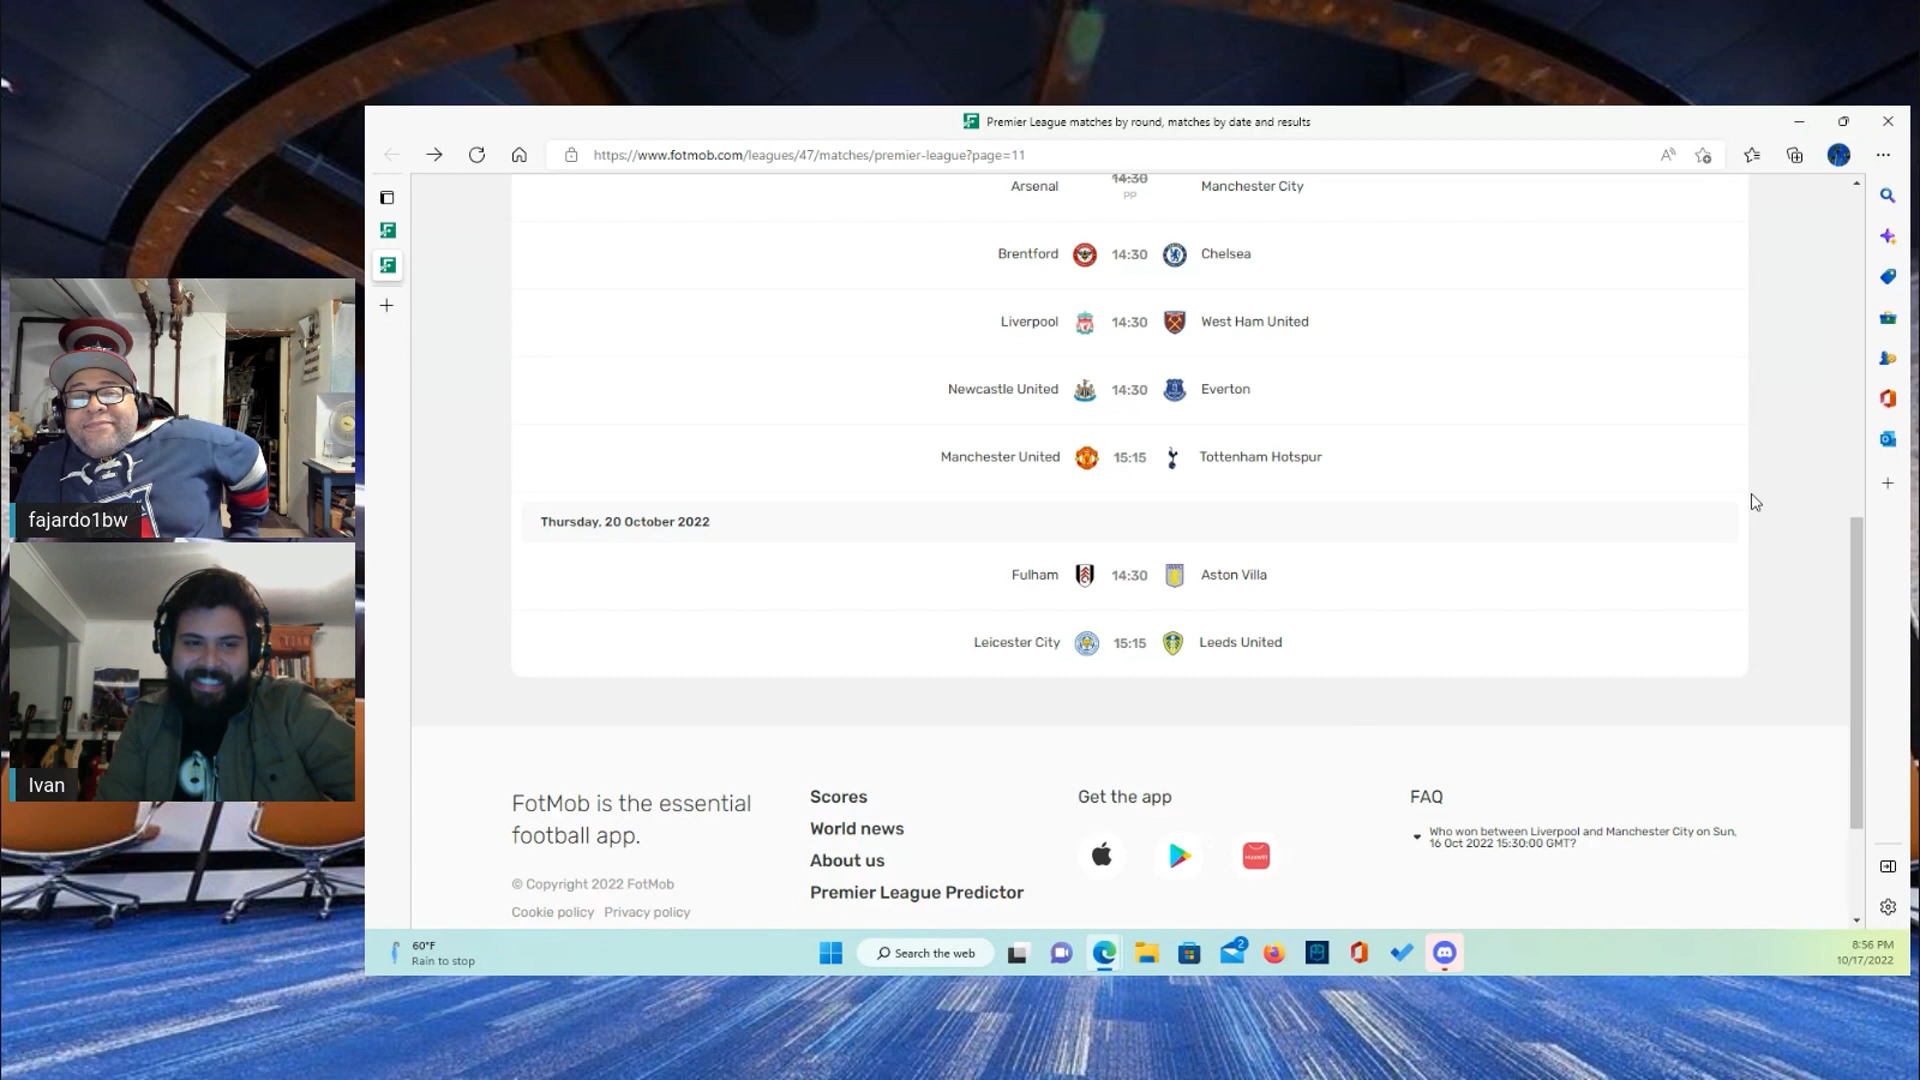 Premier League matches by round, matches by date and results
https://www.fotmob.com/leagues/47/matches/premier-league?page=11
Arsenal 14:30 Manchester City
PP
Brentford 14:30 Chelsea
Liverpool 14:30 West Ham United
Newcastle United 14:30 Everton
Manchester United 15:15 Tottenham Hotspur
Thursday, 20 October 2022
Fulham 14:30 Aston Villa
Leicester City 15:15 Leeds United
FotMob is the essential
football app.
© Copyright 2022 FotMob
Cookie policy Privacy policy
Scores
World news
About us
Premier League Predictor
Get the app
HUAWEI
FAQ
Who won between Liverpool and Manchester City on Sun,
16 Oct 2022 15:30:00 GMT?
fajardo1bw
Ivan
60°F
Rain to stop
Search the web
2
8:56 PM
10/17/2022